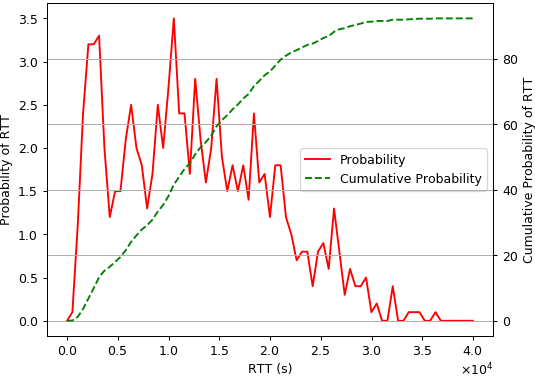 3.5
3.0
2.5
2.0
1.5
1.0
0.5
0.0
Probability of RTT
80
60
40
20
0
Cumulative Probability of RTT
Probability
Cumulative Probability
0.0 0.5 1.0 1.5 2.0 2.5 3.0 3.5 4.0
RTT (s)
×10⁴